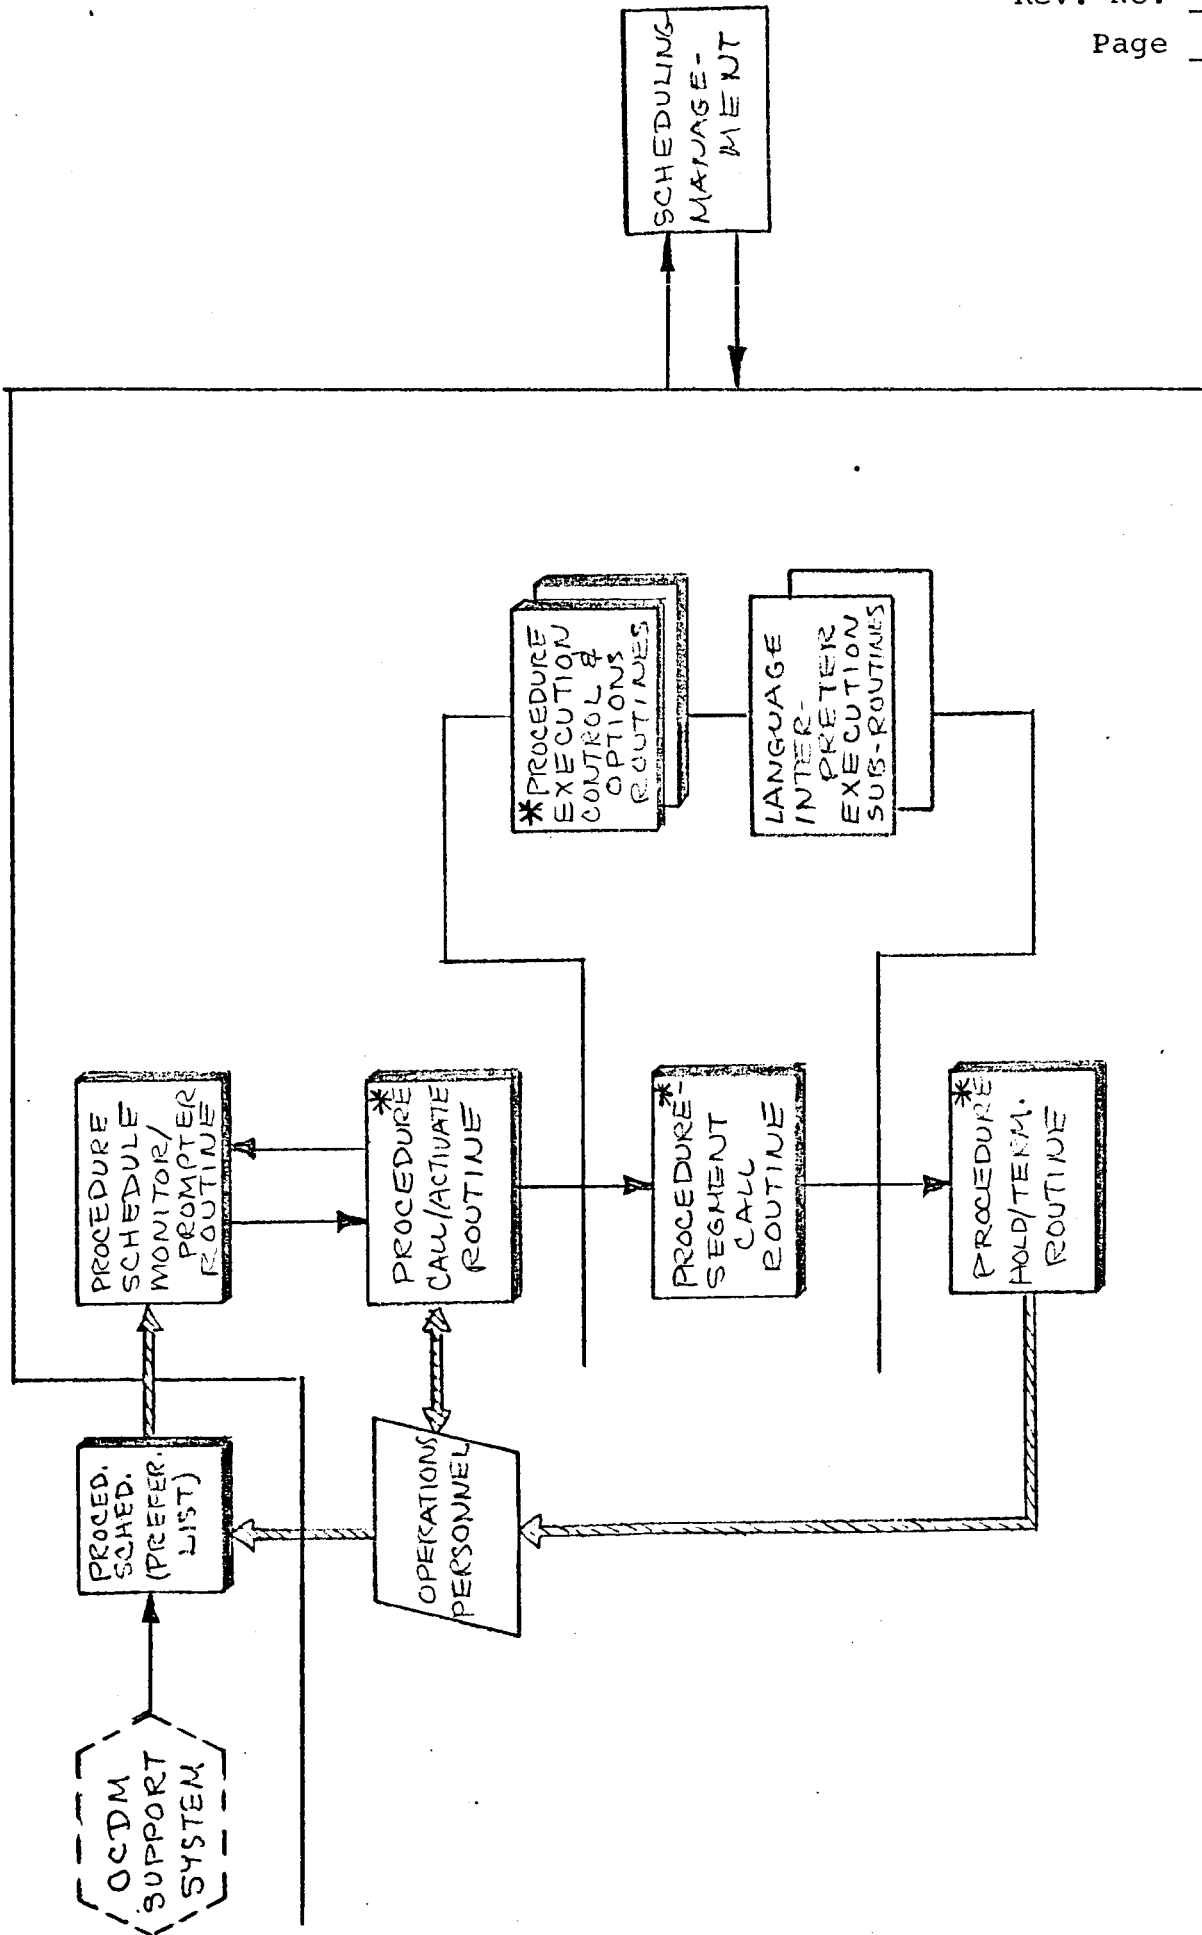 Rev. No.
Page
SCHEDULING
MANAGE-
MENT
*PROCEDURE
EXECUTION
CONTROL &
OPTIONS
ROUTINES
LANGUAGE
INTER-
PRETER
EXECUTION
SUB-ROUTINES
PROCEDURE
SCHEDULE
MONITOR/
PROMPTER
ROUTINE
*
PROCEDURE
CALL/ACTIVATE
ROUTINE
*
PROCEDURE-
SEGMENT
CALL
ROUTINE
*
PROCEDURE
HOLD/TERM.
ROUTINE
PROCED.
SCHED.
(PREFER.
LIST)
OPERATIONS
PERSONNEL
OCDM
SUPPORT
SYSTEM